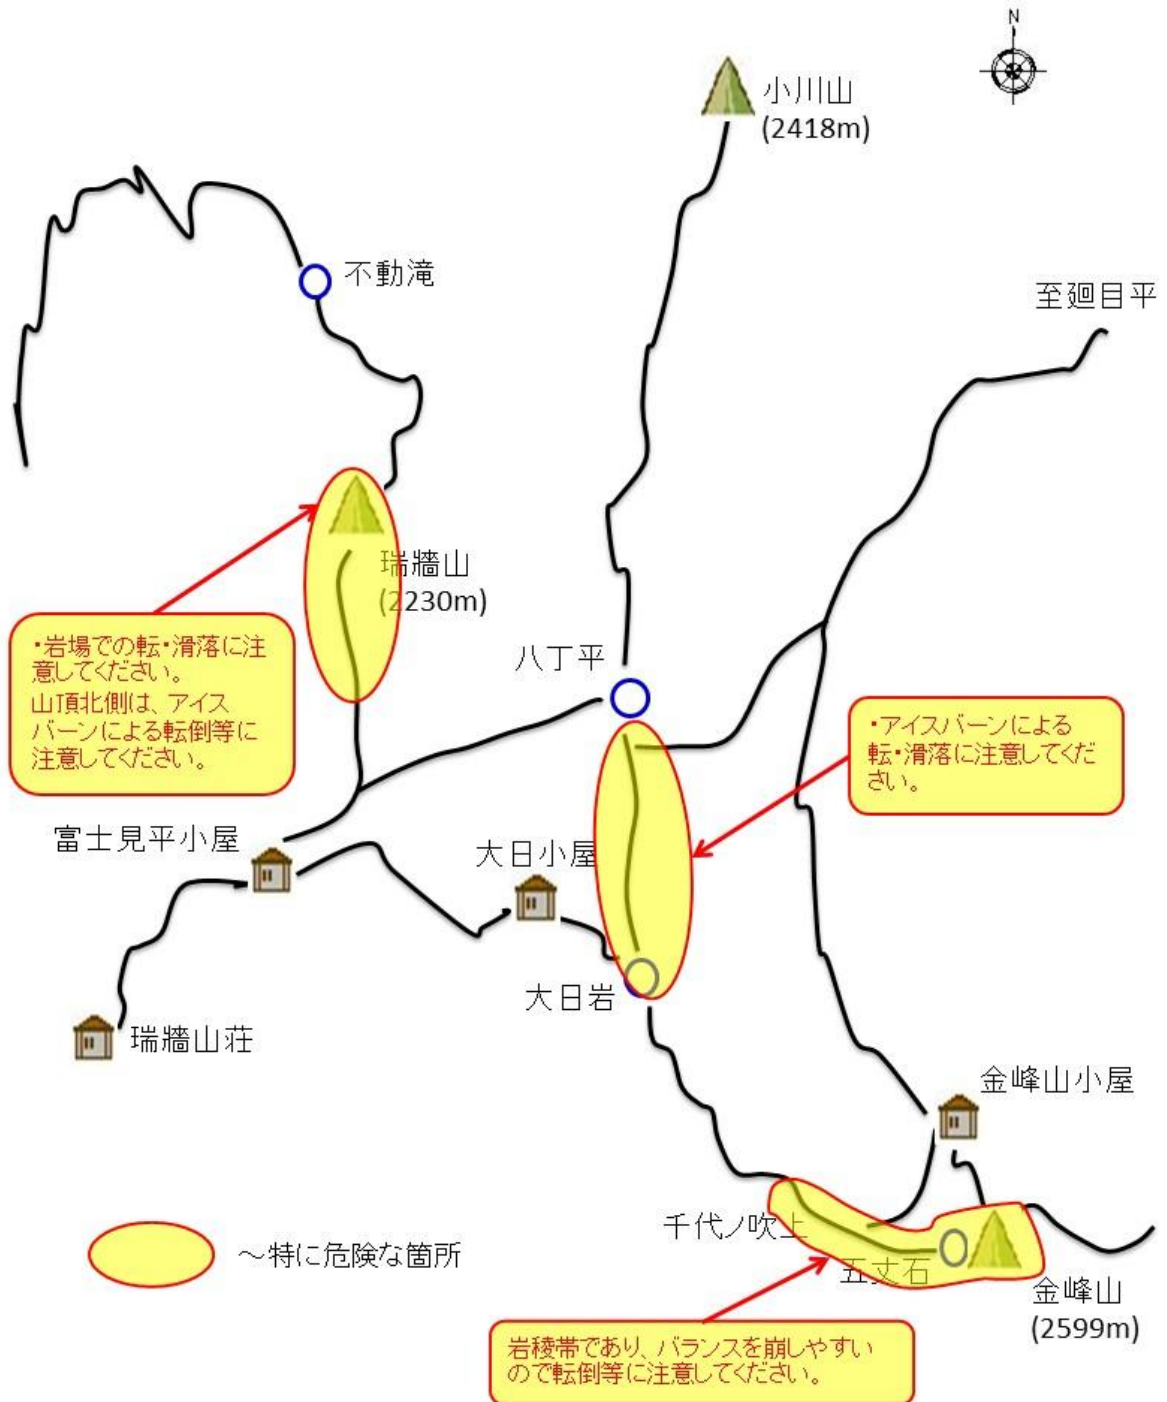 N
小川山
(2418m)
不動滝
至廻目平
瑞牆山
(2230m)
・岩場での転・滑落に注
意してください。
山頂北側は、アイス
バーンによる転倒等に
注意してください。
八丁平
・アイスバーンによる
転・滑落に注意してくだ
さい。
富士見平小屋
大日小屋
大日岩
瑞牆山荘
金峰山小屋
千代ノ吹上
五丈石
～特に危険な箇所
金峰山
(2599m)
岩稜帯であり、バランスを崩しやすい
ので転倒等に注意してください。